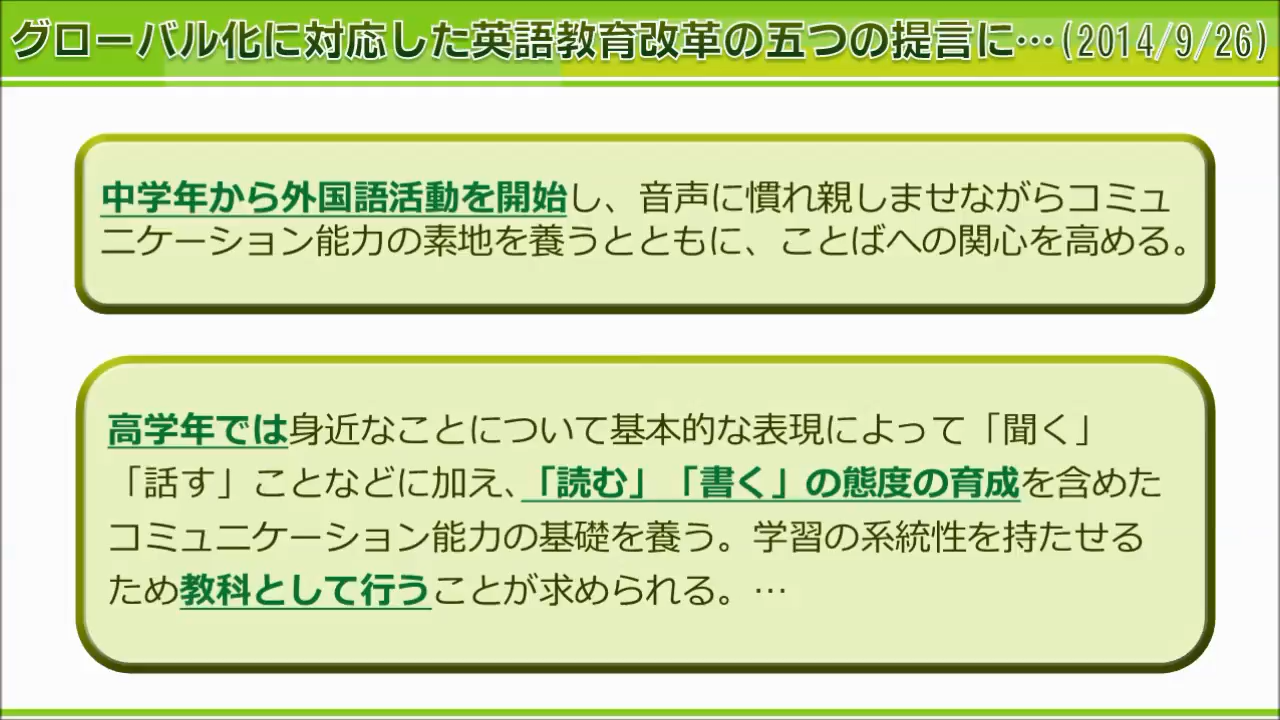 グローバル化に対応した英語教育改革の五つの提言に…(2014/9/26)
中学年から外国語活動を開始し、音声に慣れ親しませながらコミュ
ニケーション能力の素地を養うとともに、ことばへの関心を高める。
高学年では身近なことについて基本的な表現によって「聞く」
「話す」ことなどに加え、「読む」「書く」の態度の育成を含めた
コミュニケーション能力の基礎を養う。学習の系統性を持たせる
ため教科として行うことが求められる。…